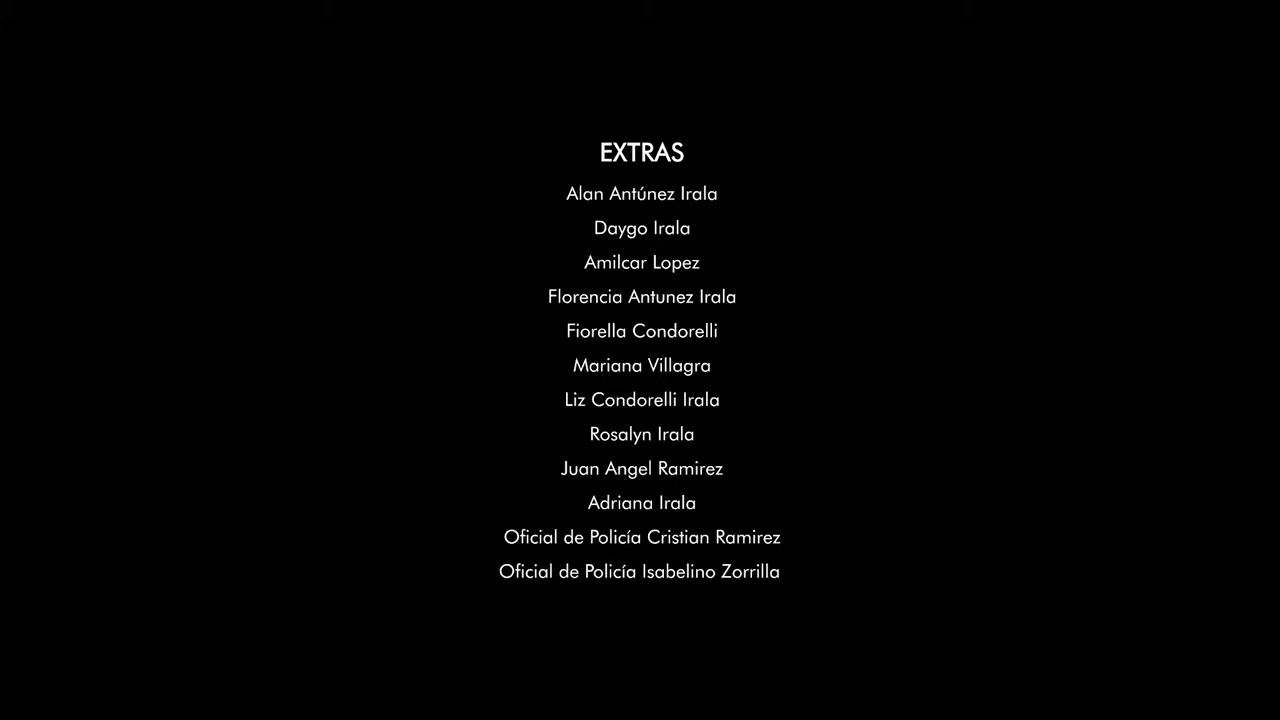 EXTRAS
Alan Antúnez Irala
Daygo Irala
Amilcar Lopez
Florencia Antunez Irala
Fiorella Condorelli
Mariana Villagra
Liz Condorelli Irala
Rosalyn Irala
Juan Angel Ramirez
Adriana Irala
Oficial de Policía Cristian Ramirez
Oficial de Policía Isabelino Zorrilla